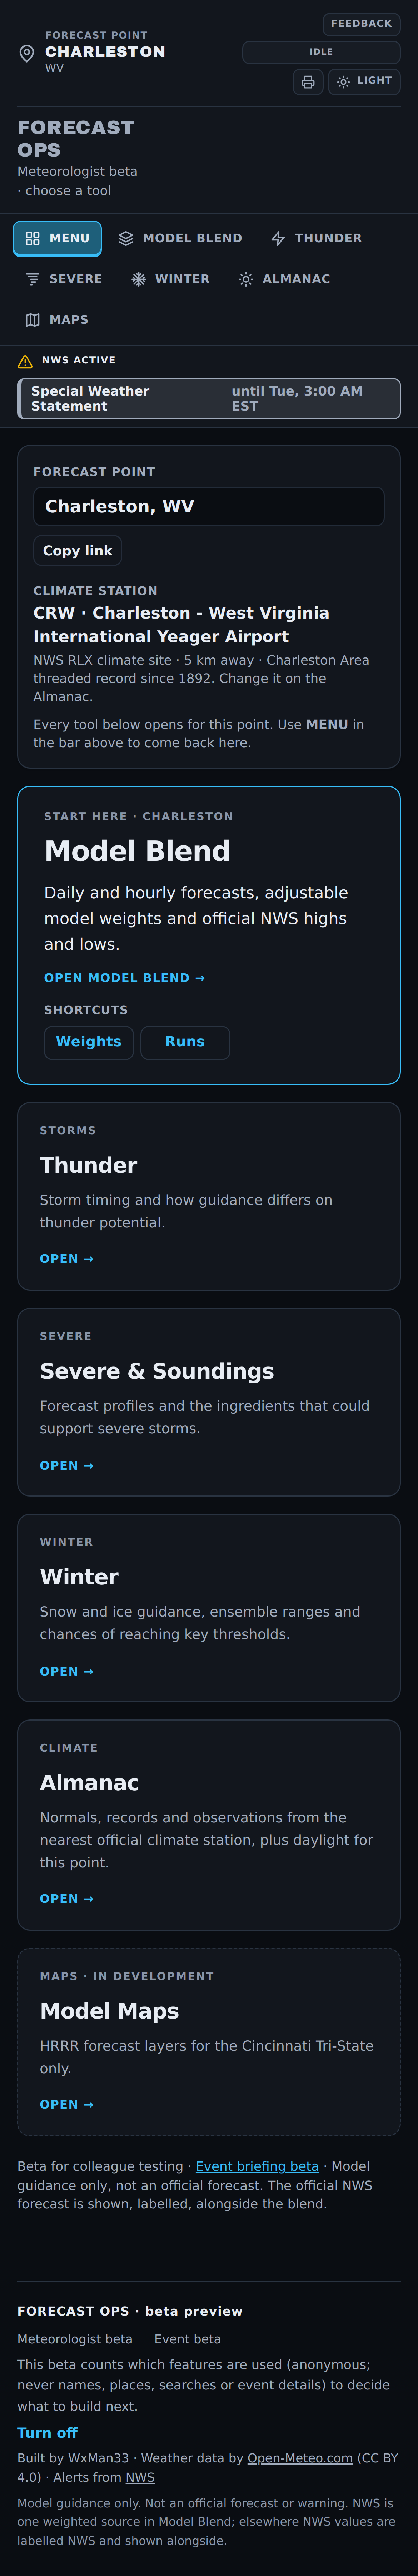 FORECAST POINT
CHARLESTON
WV
FEEDBACK
IDLE
LIGHT
FORECAST
OPS
Meteorologist beta
· choose a tool
MENU
MODEL BLEND
THUNDER
SEVERE
WINTER
ALMANAC
MAPS
NWS ACTIVE
Special Weather
Statement
until Tue, 3:00 AM
EST
FORECAST POINT
Charleston, WV
Copy link
CLIMATE STATION
CRW · Charleston - West Virginia
International Yeager Airport
NWS RLX climate site · 5 km away · Charleston Area
threaded record since 1892. Change it on the
Almanac.
Every tool below opens for this point. Use MENU in
the bar above to come back here.
START HERE · CHARLESTON
Model Blend
Daily and hourly forecasts, adjustable
model weights and official NWS highs
and lows.
OPEN MODEL BLEND →
SHORTCUTS
Weights
Runs
STORMS
Thunder
Storm timing and how guidance differs on
thunder potential.
OPEN →
SEVERE
Severe & Soundings
Forecast profiles and the ingredients that could
support severe storms.
OPEN →
WINTER
Winter
Snow and ice guidance, ensemble ranges and
chances of reaching key thresholds.
OPEN →
CLIMATE
Almanac
Normals, records and observations from the
nearest official climate station, plus daylight for
this point.
OPEN →
MAPS · IN DEVELOPMENT
Model Maps
HRRR forecast layers for the Cincinnati Tri-State
only.
OPEN →
Beta for colleague testing · Event briefing beta · Model
guidance only, not an official forecast. The official NWS
forecast is shown, labelled, alongside the blend.
FORECAST OPS · beta preview
Meteorologist beta
Event beta
This beta counts which features are used (anonymous;
never names, places, searches or event details) to decide
what to build next.
Turn off
Built by WxMan33 · Weather data by Open-Meteo.com (CC BY
4.0) · Alerts from NWS
Model guidance only. Not an official forecast or warning. NWS is
one weighted source in Model Blend; elsewhere NWS values are
labelled NWS and shown alongside.